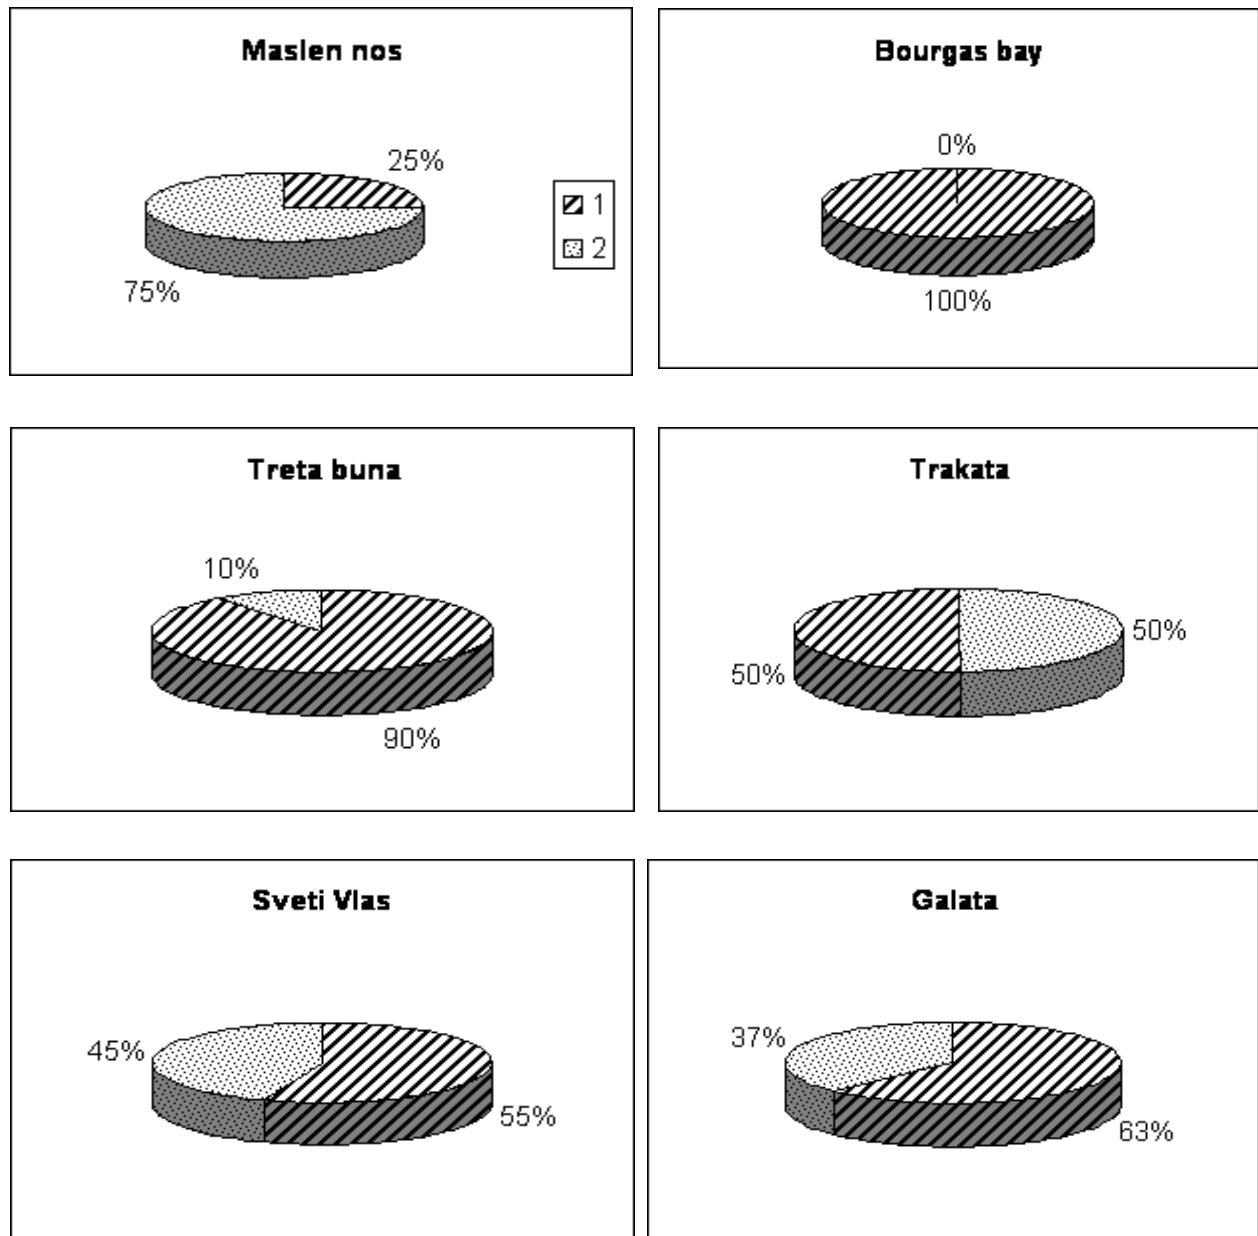 Maslen nos
25%
75%
1
2
Bourgas bay
0%
100%
Treta buna
10%
90%
Trakata
50%
50%
Sveti Vlas
45%
55%
Galata
37%
63%